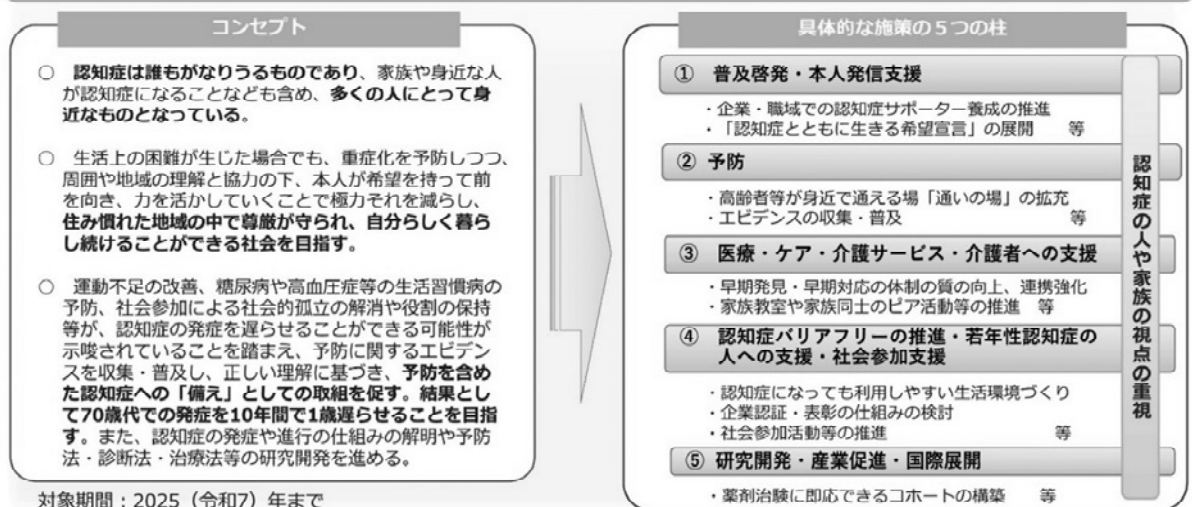 コンセプト
○ 認知症は誰もがなりうるものであり、家族や身近な人
が認知症になることなども含め、多くの人にとって身
近なものとなっている。
○ 生活上の困難が生じた場合でも、重症化を予防しつつ、
周囲や地域の理解と協力の下、本人が希望を持って前
を向き、力を活かしていくことで極力それを減らし、
住み慣れた地域の中で尊厳が守られ、自分らしく暮ら
し続けることができる社会を目指す。
○ 運動不足の改善、糖尿病や高血圧症等の生活習慣病の
予防、社会参加による社会的孤立の解消や役割の保持
等が、認知症の発症を遅らせることができる可能性が
示唆されていることを踏まえ、予防に関するエビデン
スを収集・普及し、正しい理解に基づき、予防を含め
た認知症への「備え」としての取組を促す。結果とし
て70歳代での発症を10年間で1歳遅らせることを目指
す。また、認知症の発症や進行の仕組みの解明や予防
法・診断法・治療法等の研究開発を進める。
対象期間：2025（令和7）年まで
具体的な施策の５つの柱
① 普及啓発・本人発信支援
・企業・職域での認知症サポーター養成の推進
・「認知症とともに生きる希望宣言」の展開 等
② 予防
・高齢者等が身近で通える場「通いの場」の拡充
・エビデンスの収集・普及 等
③ 医療・ケア・介護サービス・介護者への支援
・早期発見・早期対応の体制の質の向上、連携強化
・家族教室や家族同士のピア活動等の推進 等
④ 認知症バリアフリーの推進・若年性認知症の
人への支援・社会参加支援
・認知症になっても利用しやすい生活環境づくり
・企業認証・表彰の仕組みの検討
・社会参加活動等の推進 等
⑤ 研究開発・産業促進・国際展開
・薬剤治験に即応できるコホートの構築 等
認知症の人や家族の視点の重視